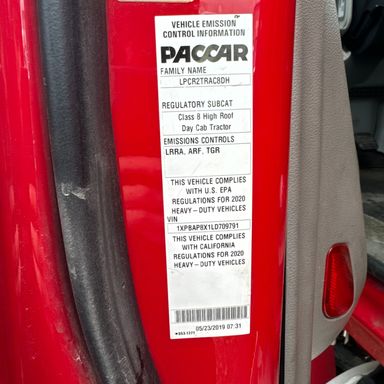 VEHICLE EMISSION
CONTROL INFORMATION
PACCAR
FAMILY NAME
LPCR2TRAC8DH
REGULATORY SUBCAT
Class 8 High Roof
Day Cab Tractor
EMISSIONS CONTROLS
LRRA, ARF, TGR
THIS VEHICLE COMPLIES
WITH U.S. EPA
REGULATIONS FOR 2020
HEAVY-DUTY VEHICLES
VIN
1XPBAP8X1LD709791
THIS VEHICLE COMPLIES
WITH CALIFORNIA
REGULATIONS FOR 2020
HEAVY-DUTY VEHICLES
05/23/2019 07:31